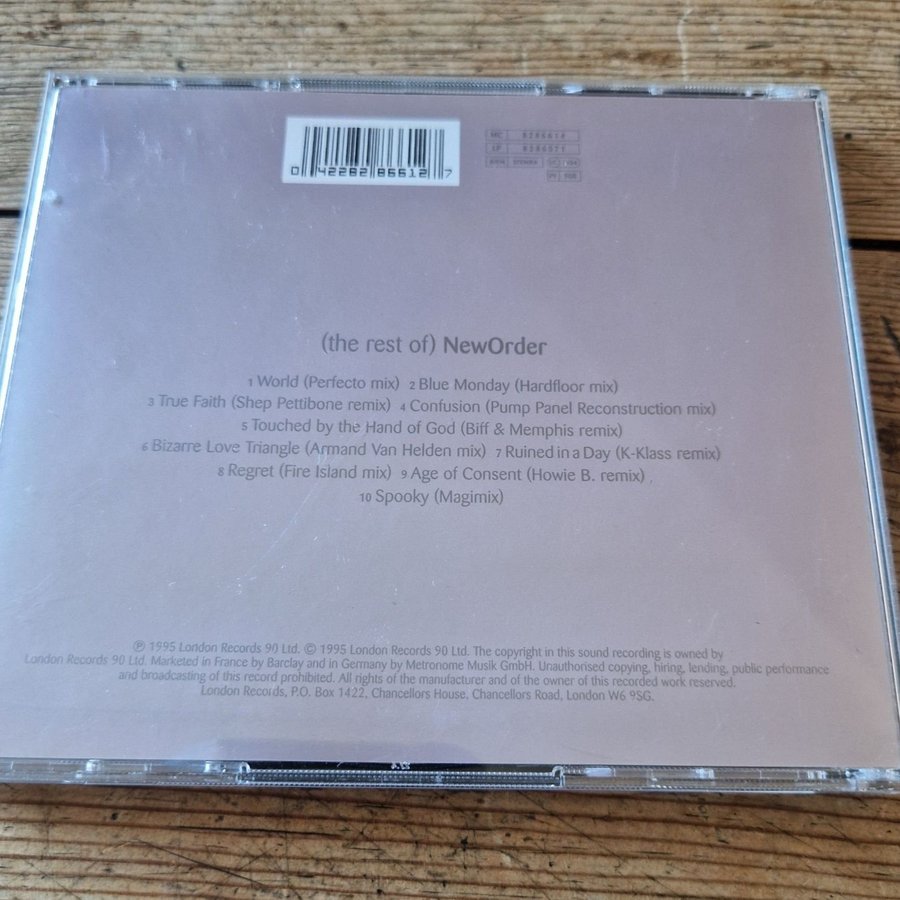 0 42282 85612 7
MC 8286614
LP 8286571
STEREO
(the rest of) NewOrder
1 World (Perfecto mix) 2 Blue Monday (Hardfloor mix)
3 True Faith (Shep Pettibone remix) 4 Confusion (Pump Panel Reconstruction mix)
5 Touched by the Hand of God (Biff & Memphis remix)
6 Bizarre Love Triangle (Armand Van Helden mix) 7 Ruined in a Day (K-Klass remix)
8 Regret (Fire Island mix) 9 Age of Consent (Howie B. remix)
10 Spooky (Magimix)
℗ 1995 London Records 90 Ltd. © 1995 London Records 90 Ltd. The copyright in this sound recording is owned by
London Records 90 Ltd. Marketed in France by Barclay and in Germany by Metronome Musik GmbH. Unauthorised copying, hiring, lending, public performance
and broadcasting of this record prohibited. All rights of the manufacturer and of the owner of this recorded work reserved.
London Records, P.O. Box 1422, Chancellors House, Chancellors Road, London W6 9SG.